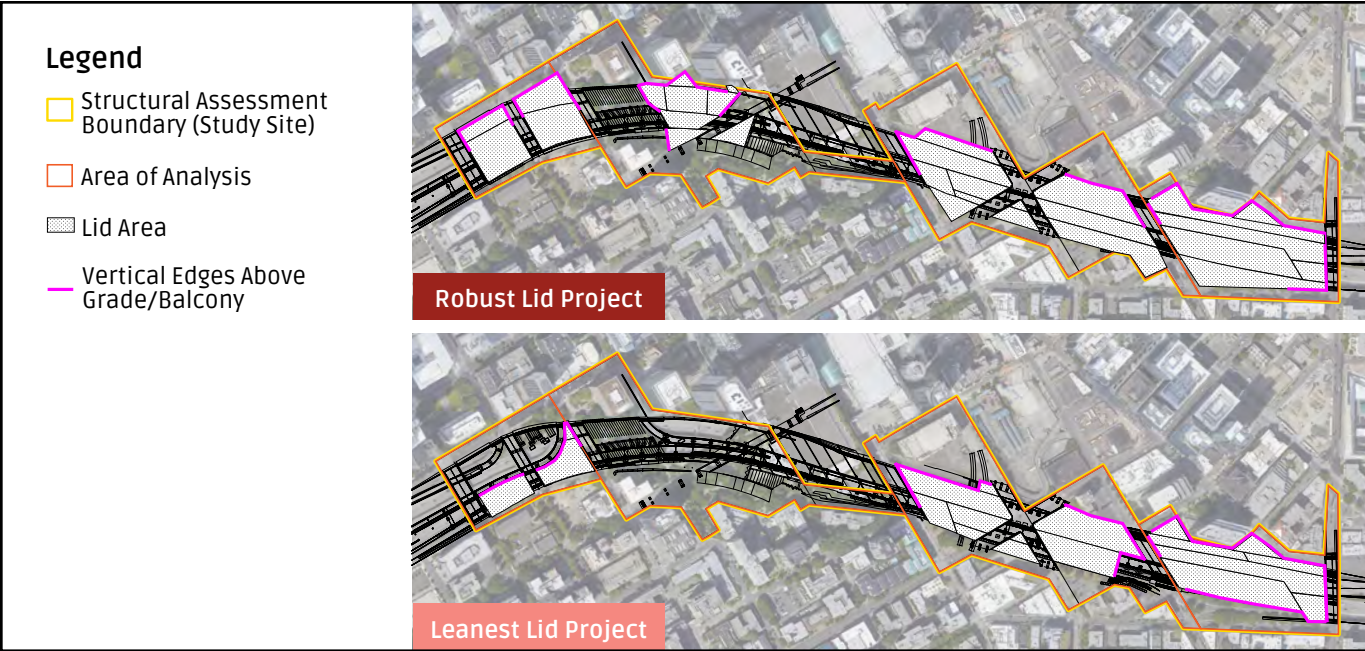 Legend
Structural Assessment
Boundary (Study Site)
Area of Analysis
Lid Area
Vertical Edges Above
Grade/Balcony
Robust Lid Project
Leanest Lid Project